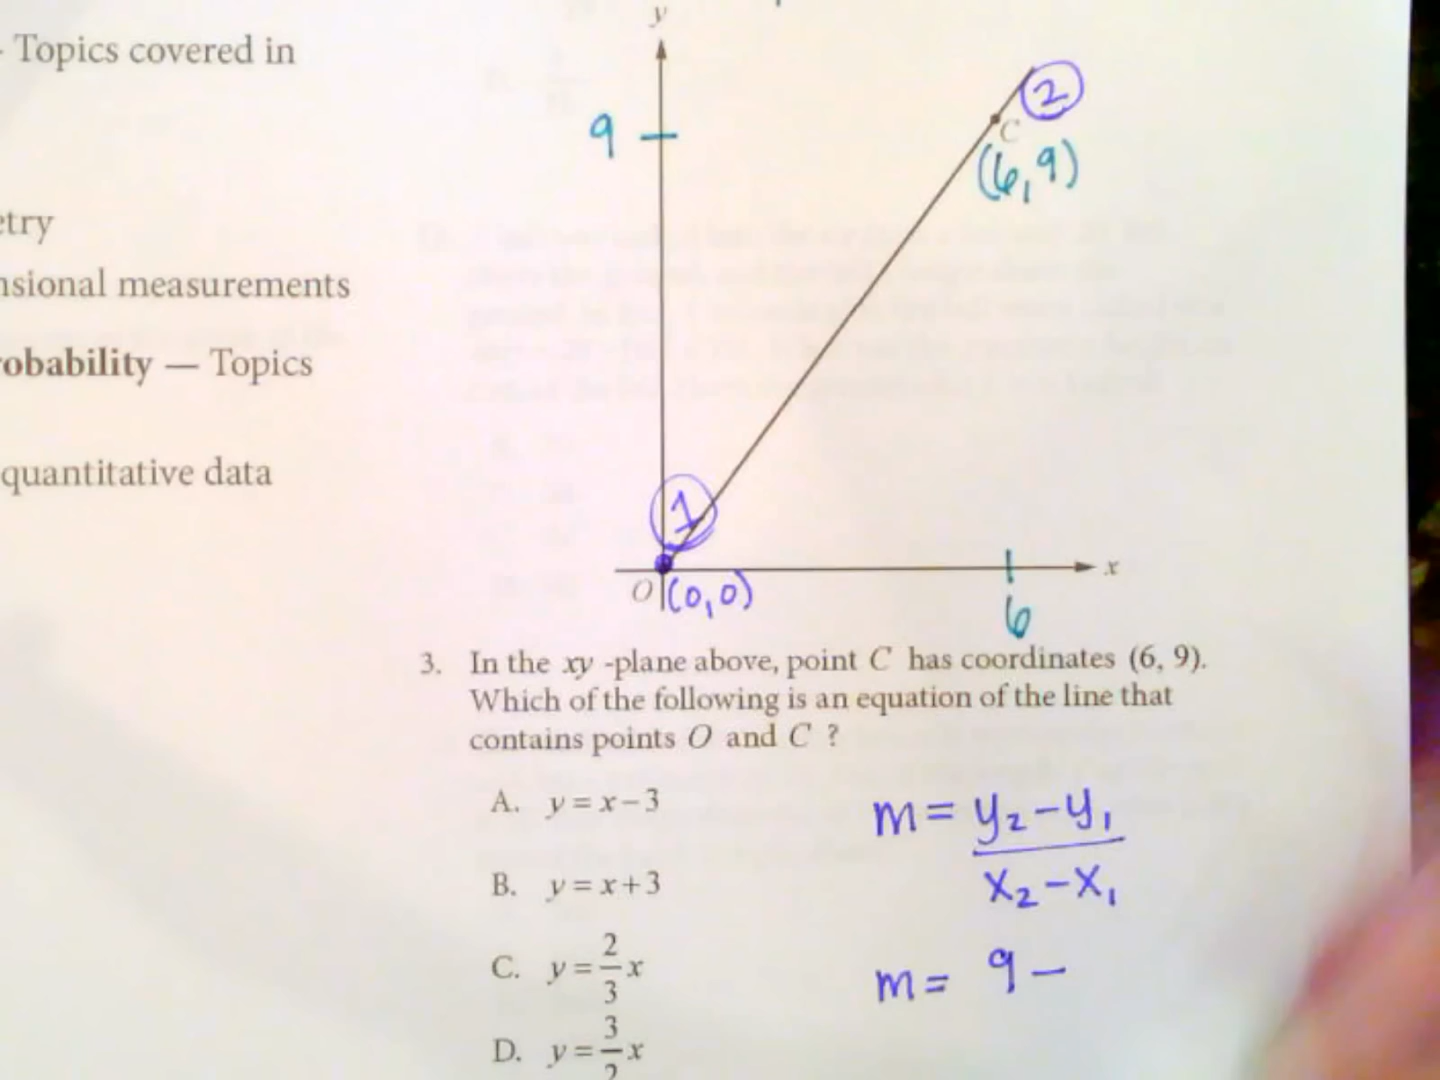 - Topics covered in
etry
nsional measurements
robability — Topics
quantitative data
y
9
2
C
(6,9)
1
O (0,0)
x
6
3. In the xy -plane above, point C has coordinates (6, 9).
Which of the following is an equation of the line that
contains points O and C ?
A. y = x – 3
B. y = x + 3
C. y = 2/3 x
D. y = 3/2 x
m = y₂ - y₁
x₂ - x₁
m = 9 -